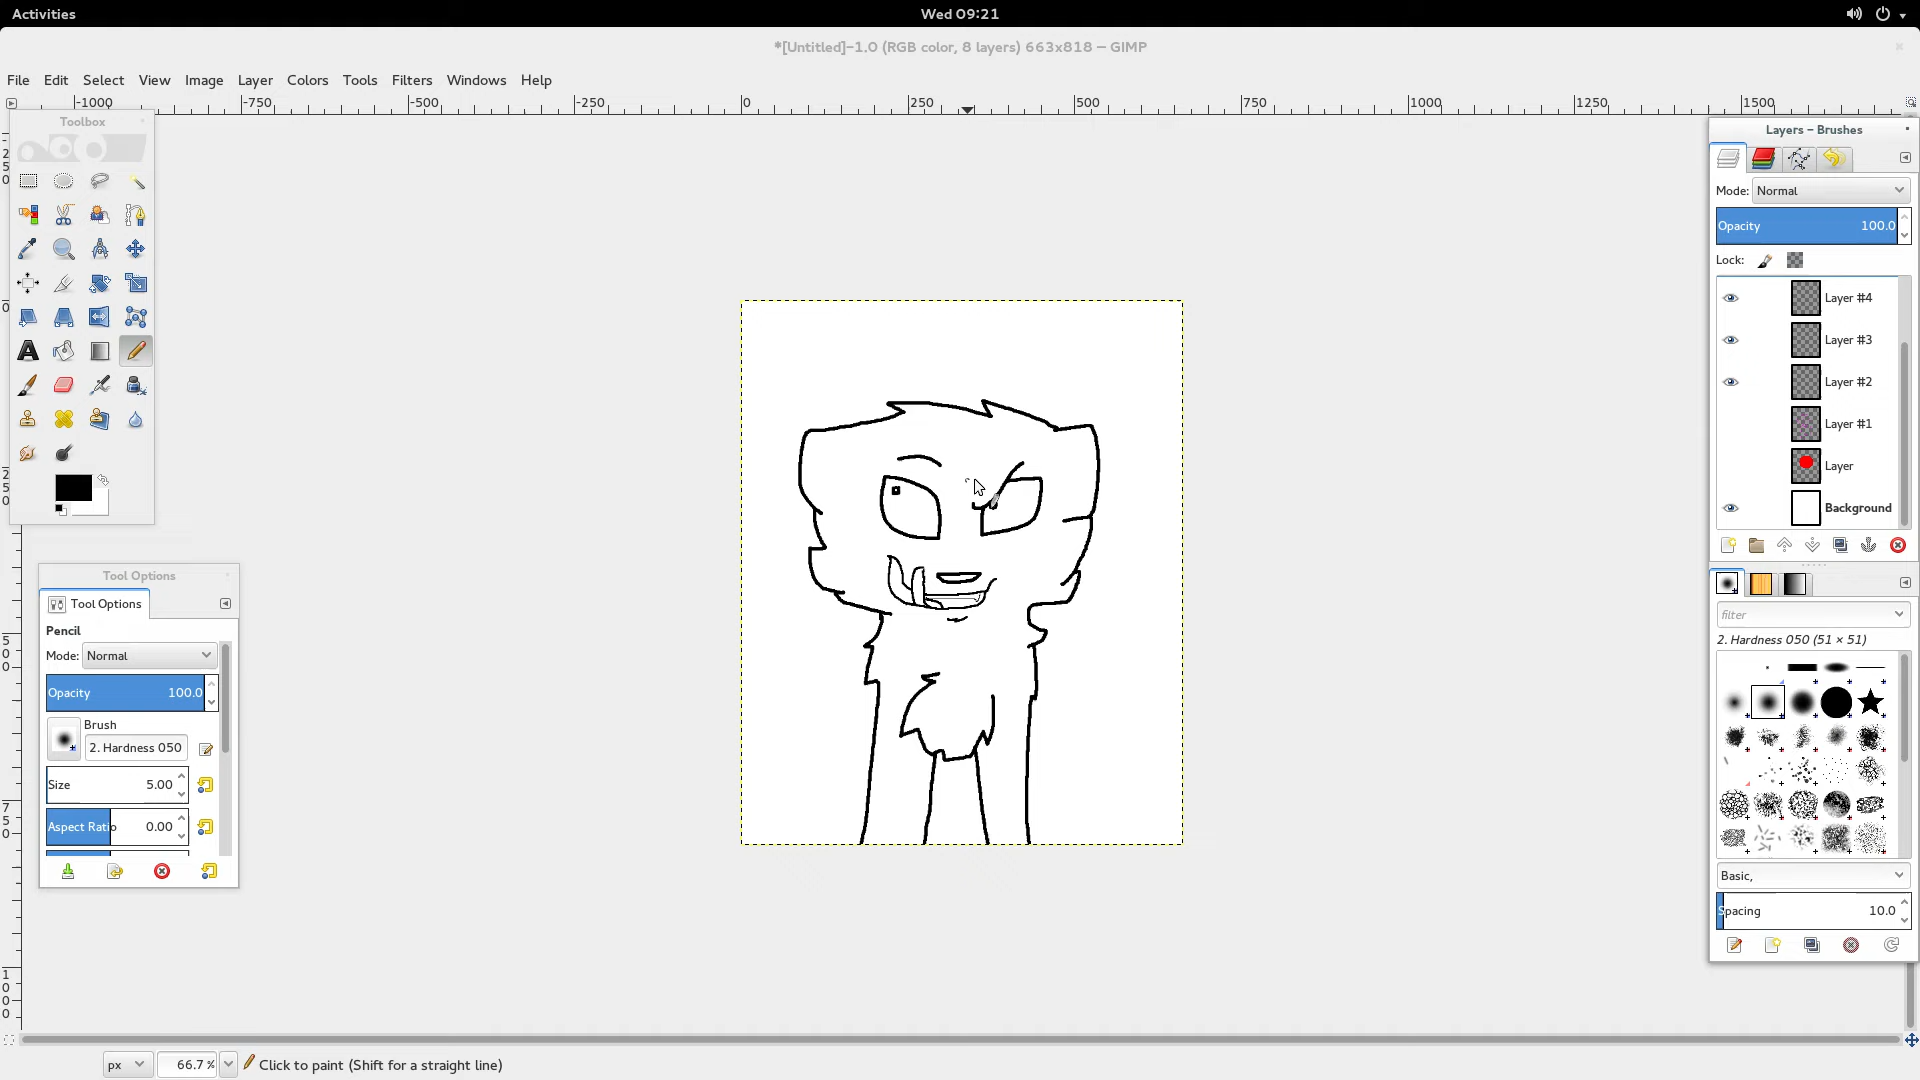 Activities
Wed 09:21
*[Untitled]-1.0 (RGB color, 8 layers) 663x818 – GIMP
File Edit Select View Image Layer Colors Tools Filters Windows Help
-1000 -750 -500 -250 0 250 500 750 1000 1250 1500
Toolbox
Tool Options
Tool Options
Pencil
Mode: Normal
Opacity 100.0
Brush
2. Hardness 050
Size 5.00
Aspect Ratio 0.00
px 66.7 % Click to paint (Shift for a straight line)
Layers – Brushes
Mode: Normal
Opacity 100.0
Lock:
Layer #4
Layer #3
Layer #2
Layer #1
Layer
Background
filter
2. Hardness 050 (51 × 51)
Basic,
Spacing 10.0